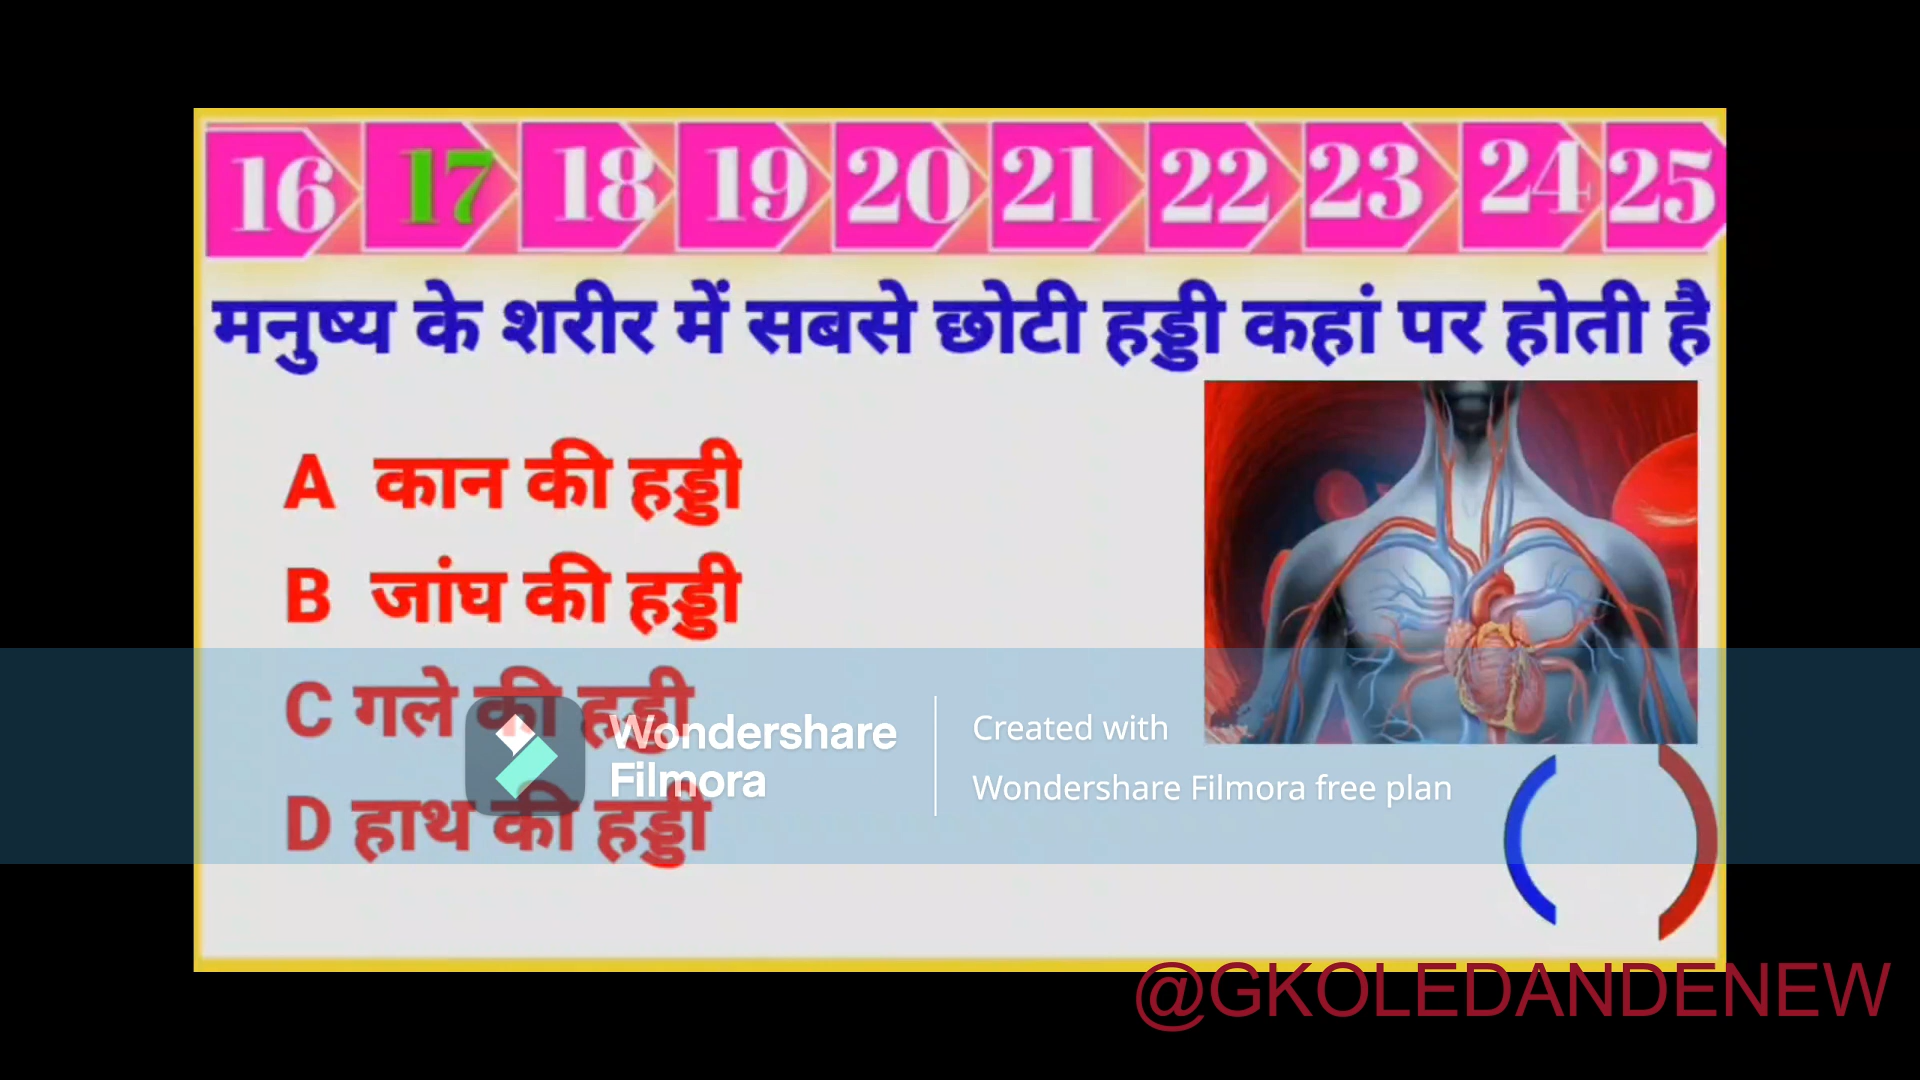 16 17 18 19 20 21 22 23 24 25
मनुष्य के शरीर में सबसे छोटी हड्डी कहां पर होती है
A कान की हड्डी
B जांघ की हड्डी
C गले की हड्डी
D हाथ की हड्डी
Wondershare
Filmora
Created with
Wondershare Filmora free plan
@GKOLEDANDENEW